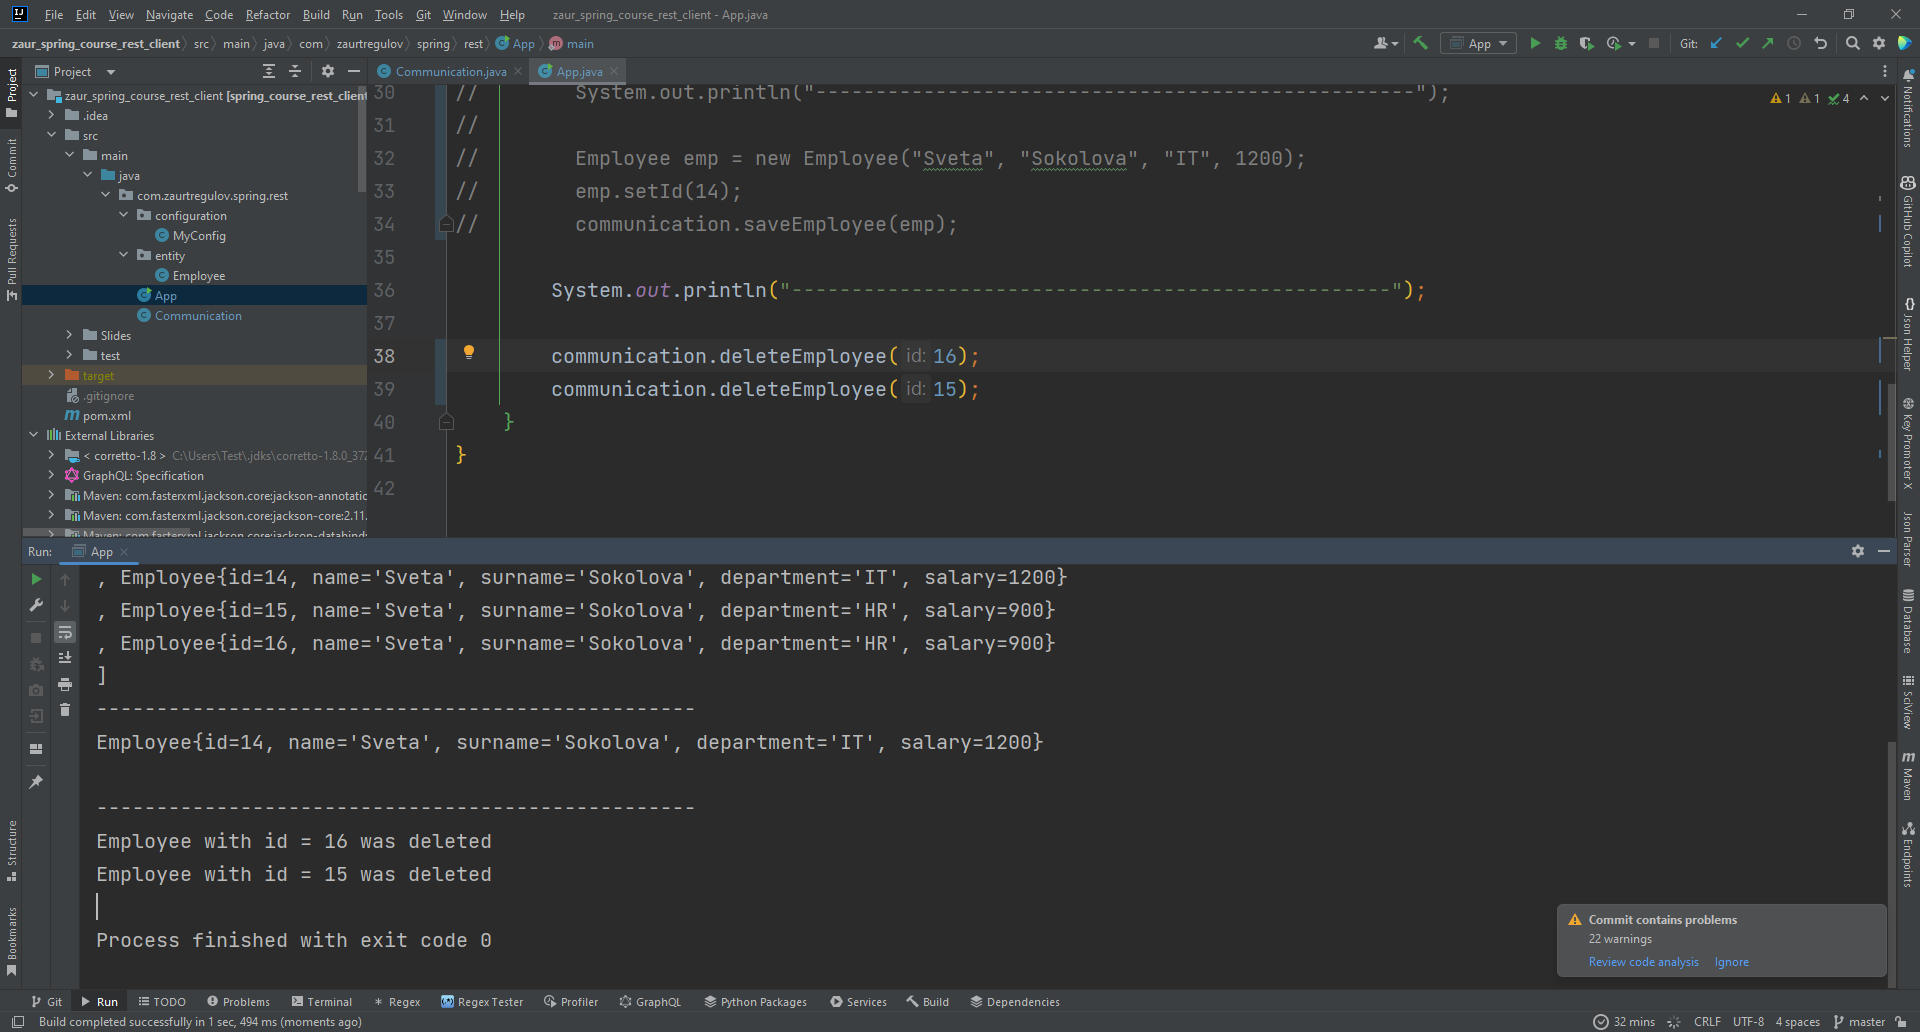 File Edit View Navigate Code Refactor Build Run Tools Git Window Help zaur_spring_course_rest_client - App.java
zaur_spring_course_rest_client src main java com zaurtregulov spring rest App main
App
Git:
Project
Communication.java
App.java
zaur_spring_course_rest_client [spring_course_rest_client
.idea
src
main
java
com.zaurtregulov.spring.rest
configuration
MyConfig
entity
Employee
App
Communication
Slides
test
target
.gitignore
pom.xml
External Libraries
< corretto-1.8 > C:\Users\Test\.jdks\corretto-1.8.0_372
GraphQL: Specification
Maven: com.fasterxml.jackson.core:jackson-annotatio
Maven: com.fasterxml.jackson.core:jackson-core:2.11.
Maven: com.fasterxml.jackson.core:jackson-databind:
30 // System.out.println("--------------------------------------------------");
31 //
32 // Employee emp = new Employee("Sveta", "Sokolova", "IT", 1200);
33 // emp.setId(14);
34 // communication.saveEmployee(emp);
35
36 System.out.println("--------------------------------------------------");
37
38 communication.deleteEmployee( id: 16);
39 communication.deleteEmployee( id: 15);
40 }
41 }
42
1 1 4
Run: App
, Employee{id=14, name='Sveta', surname='Sokolova', department='IT', salary=1200}
, Employee{id=15, name='Sveta', surname='Sokolova', department='HR', salary=900}
, Employee{id=16, name='Sveta', surname='Sokolova', department='HR', salary=900}
]
--------------------------------------------------
Employee{id=14, name='Sveta', surname='Sokolova', department='IT', salary=1200}
--------------------------------------------------
Employee with id = 16 was deleted
Employee with id = 15 was deleted
Process finished with exit code 0
Commit contains problems
22 warnings
Review code analysis Ignore
Project
Commit
Pull Requests
Structure
Bookmarks
Notifications
GitHub Copilot
Json Helper
Key Promoter X
Json Parser
Database
SciView
Maven
Endpoints
Git Run TODO Problems Terminal Regex Regex Tester Profiler GraphQL Python Packages Services Build Dependencies
Build completed successfully in 1 sec, 494 ms (moments ago)
32 mins CRLF UTF-8 4 spaces master